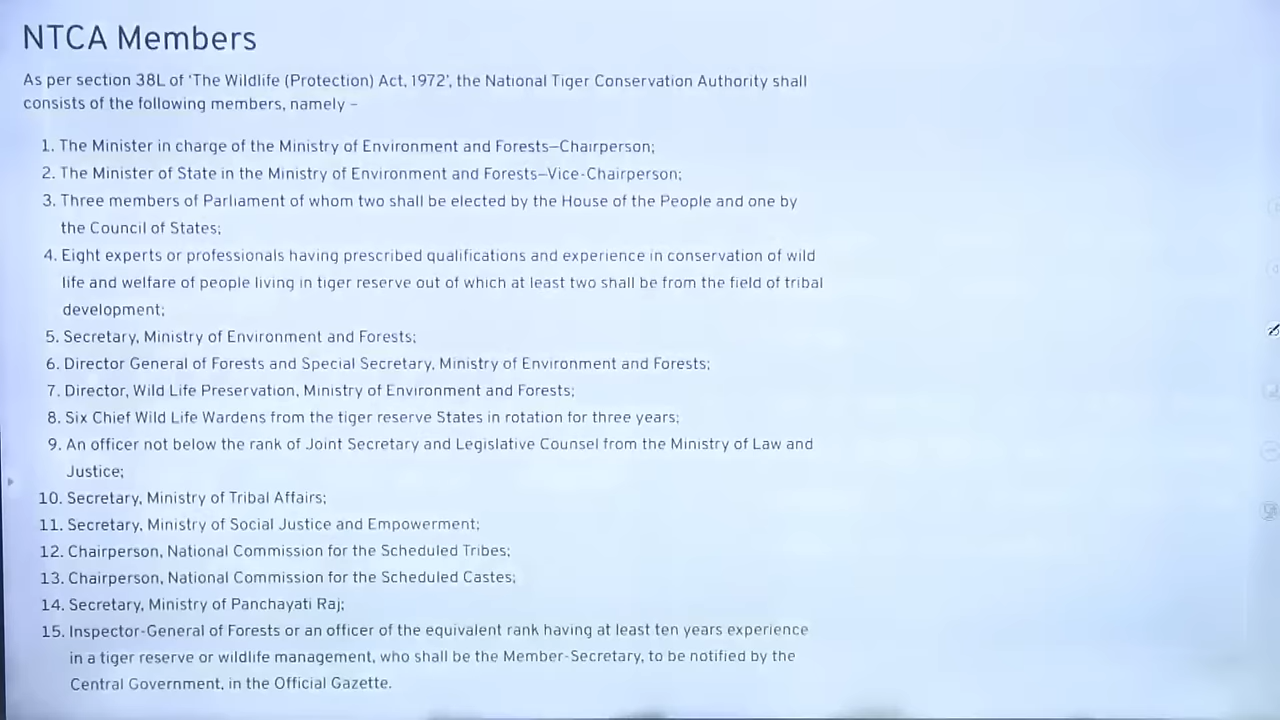 NTCA Members
As per section 38L of 'The Wildlife (Protection) Act, 1972', the National Tiger Conservation Authority shall
consists of the following members, namely –
1. The Minister in charge of the Ministry of Environment and Forests—Chairperson;
2. The Minister of State in the Ministry of Environment and Forests—Vice-Chairperson;
3. Three members of Parliament of whom two shall be elected by the House of the People and one by
the Council of States;
4. Eight experts or professionals having prescribed qualifications and experience in conservation of wild
life and welfare of people living in tiger reserve out of which at least two shall be from the field of tribal
development;
5. Secretary, Ministry of Environment and Forests;
6. Director General of Forests and Special Secretary, Ministry of Environment and Forests;
7. Director, Wild Life Preservation, Ministry of Environment and Forests;
8. Six Chief Wild Life Wardens from the tiger reserve States in rotation for three years;
9. An officer not below the rank of Joint Secretary and Legislative Counsel from the Ministry of Law and
Justice;
10. Secretary, Ministry of Tribal Affairs;
11. Secretary, Ministry of Social Justice and Empowerment;
12. Chairperson, National Commission for the Scheduled Tribes;
13. Chairperson, National Commission for the Scheduled Castes;
14. Secretary, Ministry of Panchayati Raj;
15. Inspector-General of Forests or an officer of the equivalent rank having at least ten years experience
in a tiger reserve or wildlife management, who shall be the Member-Secretary, to be notified by the
Central Government, in the Official Gazette.